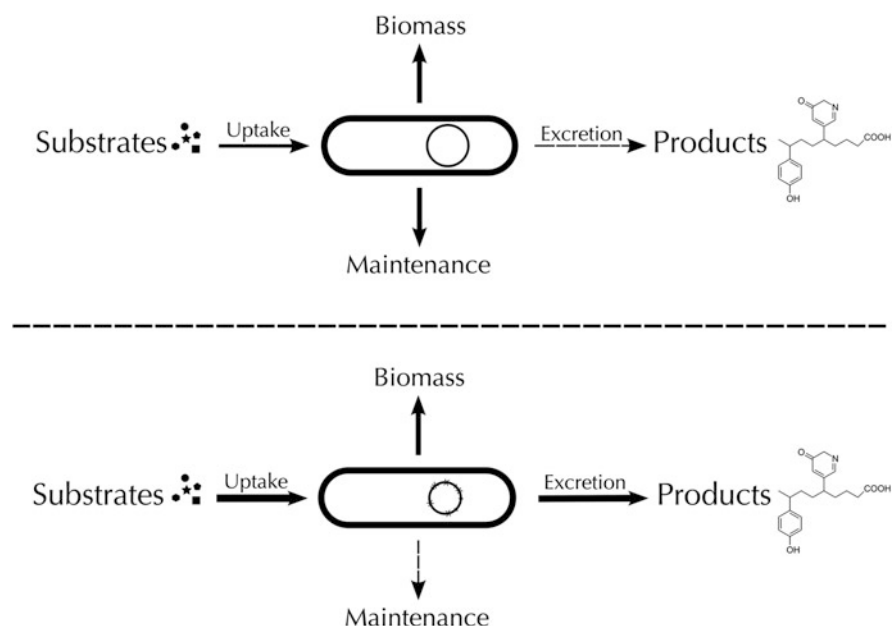 Biomass
O
N
Substrates
Uptake
Excretion
Products
COOH
OH
Maintenance
Biomass
O
N
Substrates
Uptake
Excretion
Products
COOH
OH
Maintenance